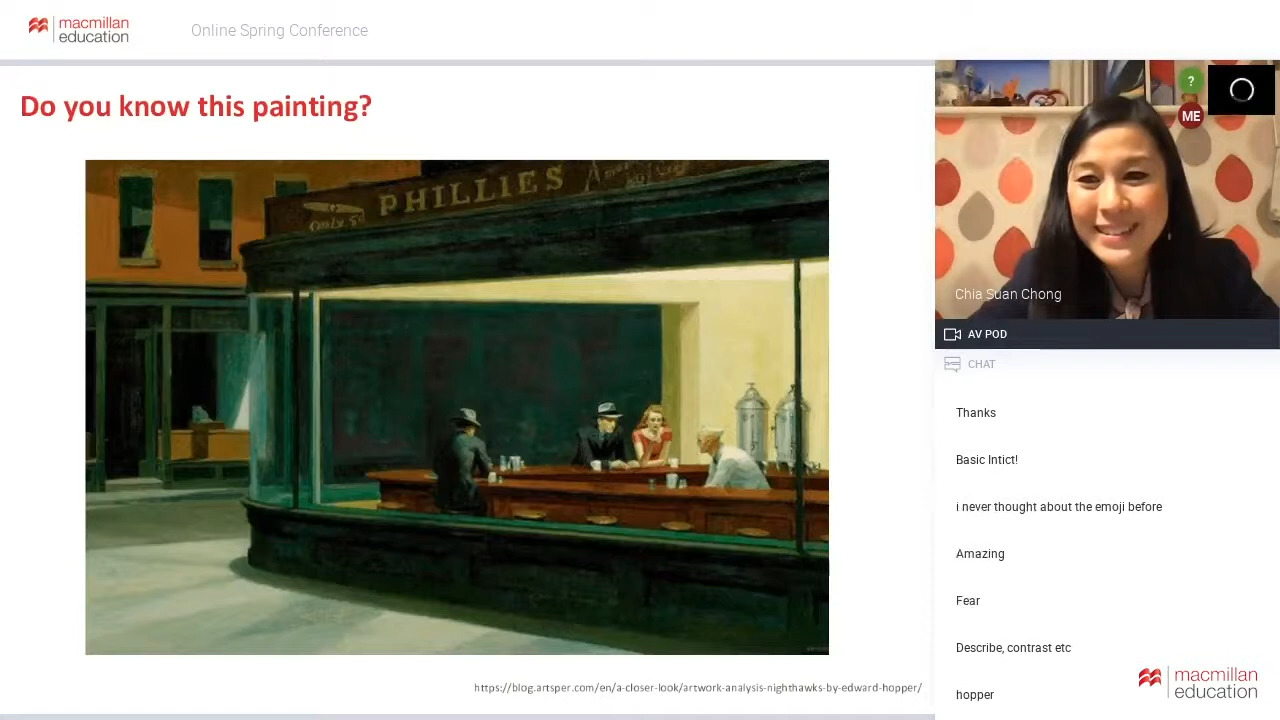 macmillan
education
Online Spring Conference
Do you know this painting?
PHILLIES
Only 5¢
https://blog.artsper.com/en/a-closer-look/artwork-analysis-nighthawks-by-edward-hopper/
?
ME
Chia Suan Chong
AV POD
CHAT
Thanks
Basic Intict!
i never thought about the emoji before
Amazing
Fear
Describe, contrast etc
hopper
macmillan
education